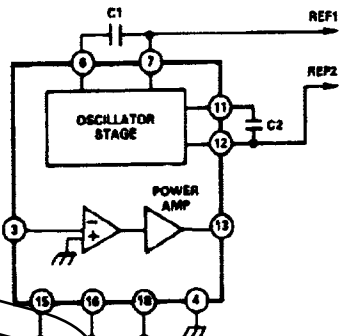 C1
REF1
6
7
REF2
OSCILLATOR
STAGE
11
C2
12
POWER
AMP
3
−
+
13
15
16
18
4